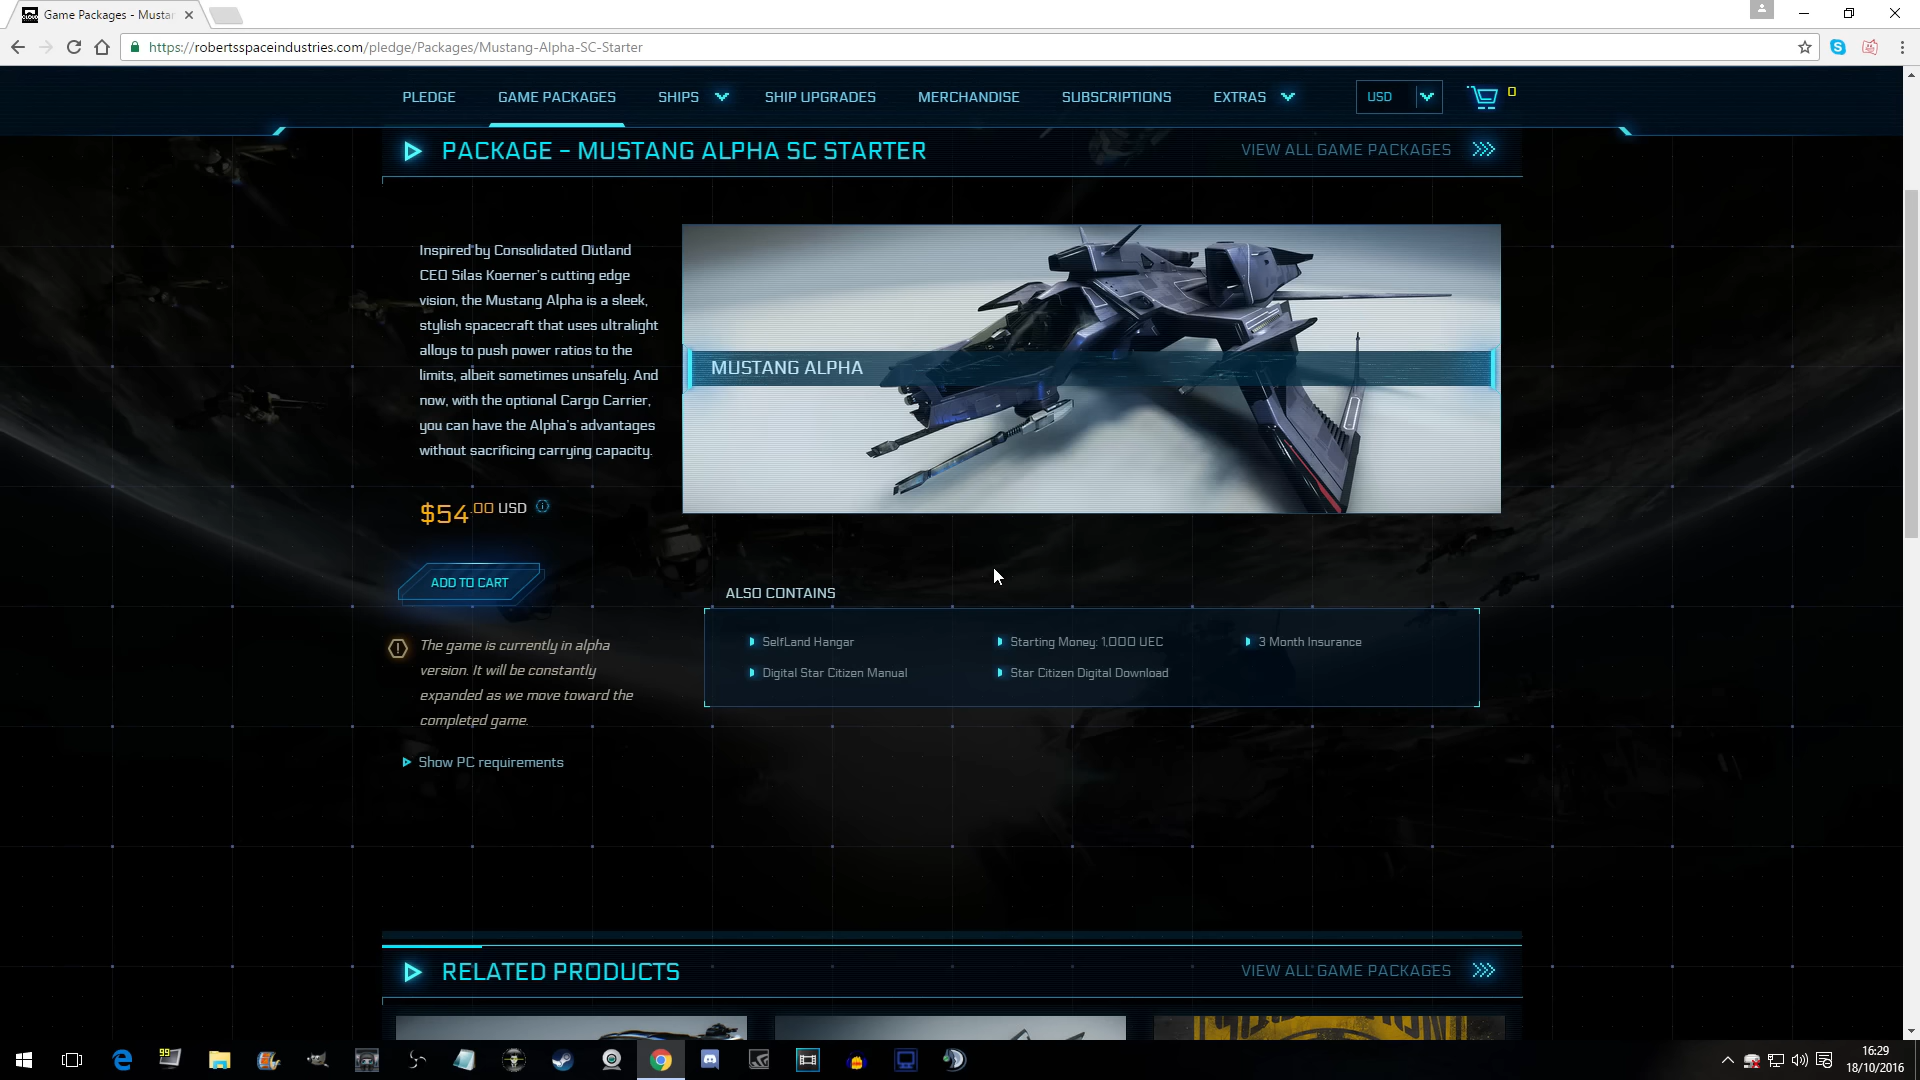 Game Packages - Musta
https://robertsspaceindustries.com/pledge/Packages/Mustang-Alpha-SC-Starter
PLEDGE GAME PACKAGES SHIPS SHIP UPGRADES MERCHANDISE SUBSCRIPTIONS EXTRAS USD 0
PACKAGE - MUSTANG ALPHA SC STARTER VIEW ALL GAME PACKAGES
Inspired by Consolidated Outland
CEO Silas Koerner's cutting edge
vision, the Mustang Alpha is a sleek,
stylish spacecraft that uses ultralight
alloys to push power ratios to the
limits, albeit sometimes unsafely. And
now, with the optional Cargo Carrier,
you can have the Alpha's advantages
without sacrificing carrying capacity.
MUSTANG ALPHA
$54.00 USD
ADD TO CART
The game is currently in alpha
version. It will be constantly
expanded as we move toward the
completed game.
Show PC requirements
ALSO CONTAINS
SelfLand Hangar Starting Money: 1,000 UEC 3 Month Insurance
Digital Star Citizen Manual Star Citizen Digital Download
RELATED PRODUCTS VIEW ALL GAME PACKAGES
99
16:29
18/10/2016